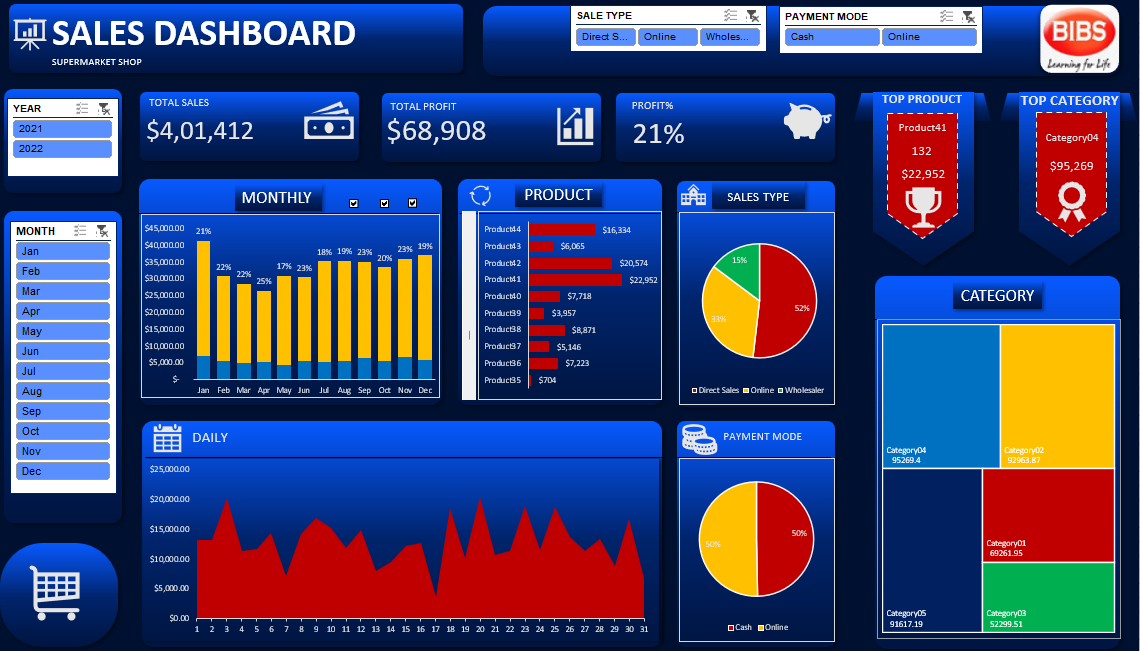 SALES DASHBOARD
SUPERMARKET SHOP
SALE TYPE
Direct S...
Online
Wholes...
PAYMENT MODE
Cash
Online
BIBS
Learning for Life
YEAR
2021
2022
TOTAL SALES
$4,01,412
TOTAL PROFIT
$68,908
PROFIT%
21%
TOP PRODUCT
Product41
132
$22,952
TOP CATEGORY
Category04
$95,269
MONTH
Jan
Feb
Mar
Apr
May
Jun
Jul
Aug
Sep
Oct
Nov
Dec
MONTHLY
$45,000.00
$40,000.00
$35,000.00
$30,000.00
$25,000.00
$20,000.00
$15,000.00
$10,000.00
$5,000.00
$-
21%
22%
22%
25%
17%
23%
18%
19%
23%
20%
23%
19%
Jan Feb Mar Apr May Jun Jul Aug Sep Oct Nov Dec
PRODUCT
Product44 $16,334
Product43 $6,065
Product42 $20,574
Product41 $22,952
Product40 $7,718
Product39 $3,957
Product38 $8,871
Product37 $5,146
Product36 $7,223
Product35 $704
SALES TYPE
15%
52%
33%
Direct Sales Online Wholesaler
CATEGORY
Category04
95269.4
Category02
92963.87
Category01
69261.95
Category05
91617.19
Category03
52299.51
DAILY
$25,000.00
$20,000.00
$15,000.00
$10,000.00
$5,000.00
$0.00
1 2 3 4 5 6 7 8 9 10 11 12 13 14 15 16 17 18 19 20 21 22 23 24 25 26 27 28 29 30 31
PAYMENT MODE
50%
50%
Cash Online